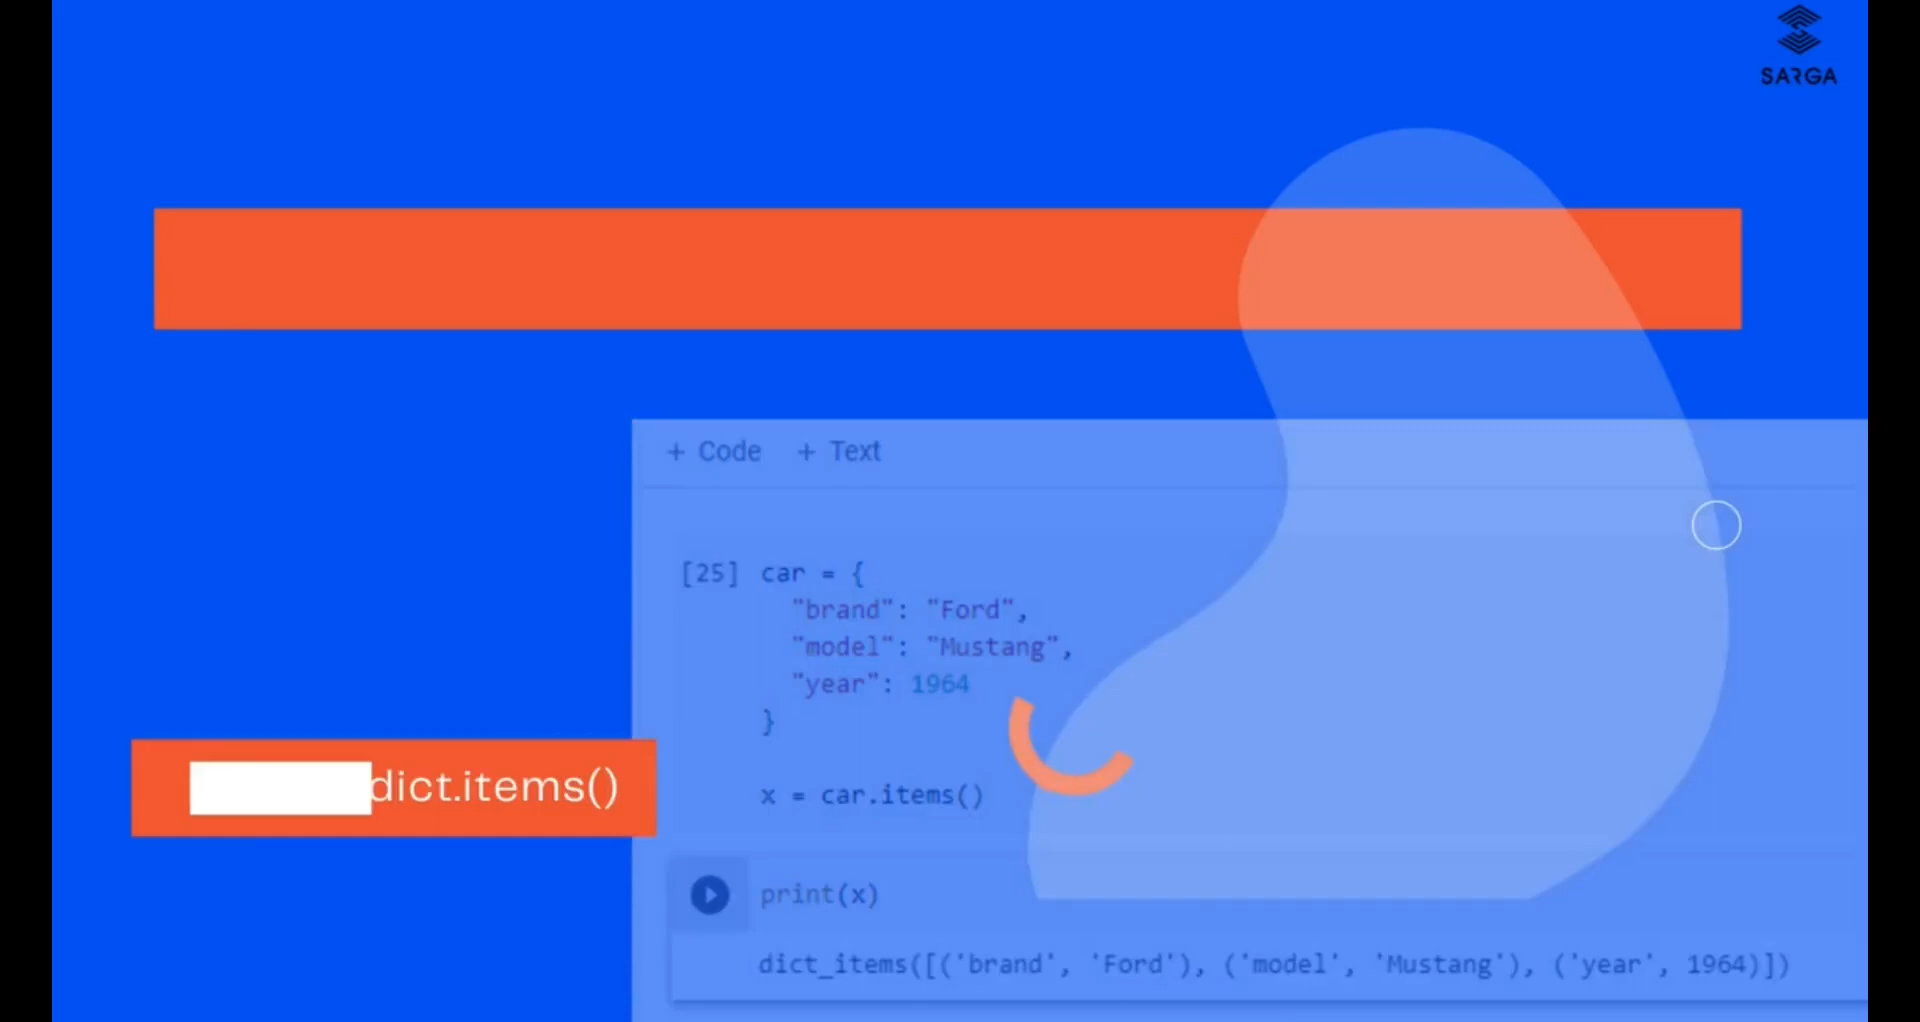 SARGA
+ Code + Text
[25] car = {
"brand": "Ford",
"model": "Mustang",
"year": 1964
}
dict.items()
x = car.items()
print(x)
dict_items([('brand', 'Ford'), ('model', 'Mustang'), ('year', 1964)])